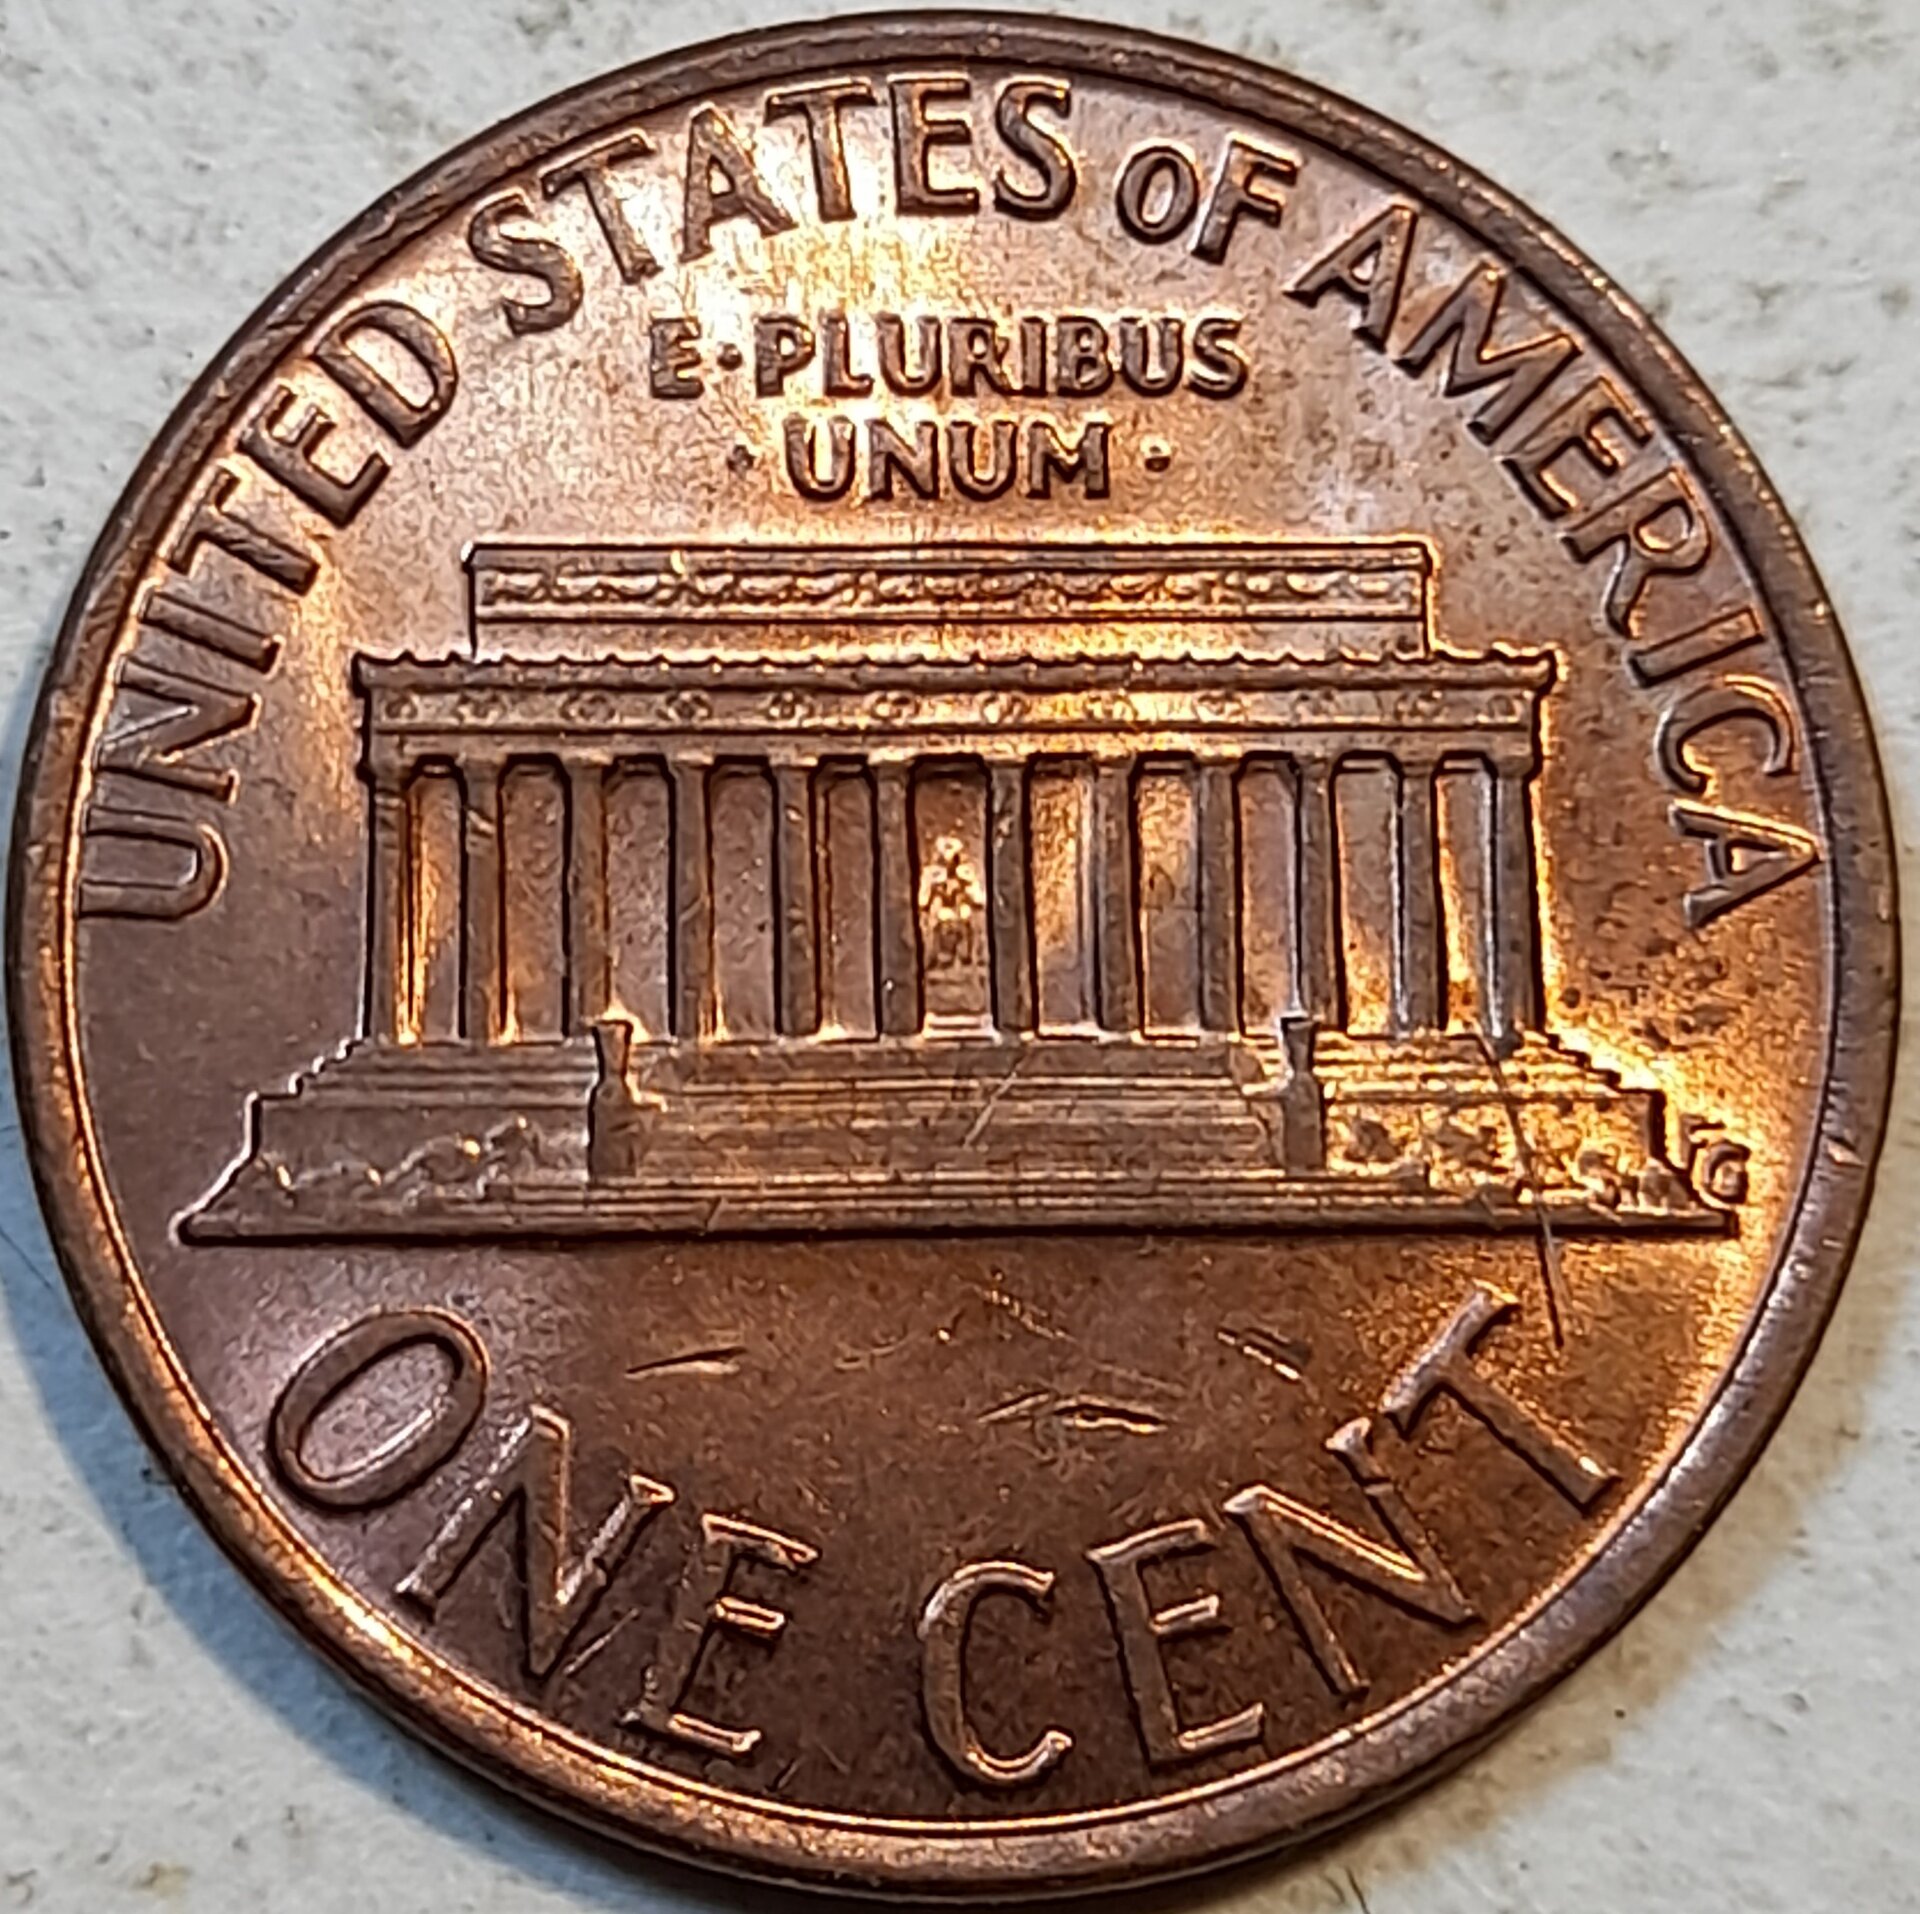 UNITED STATES OF AMERICA
E·PLURIBUS
·UNUM·
ONE CENT